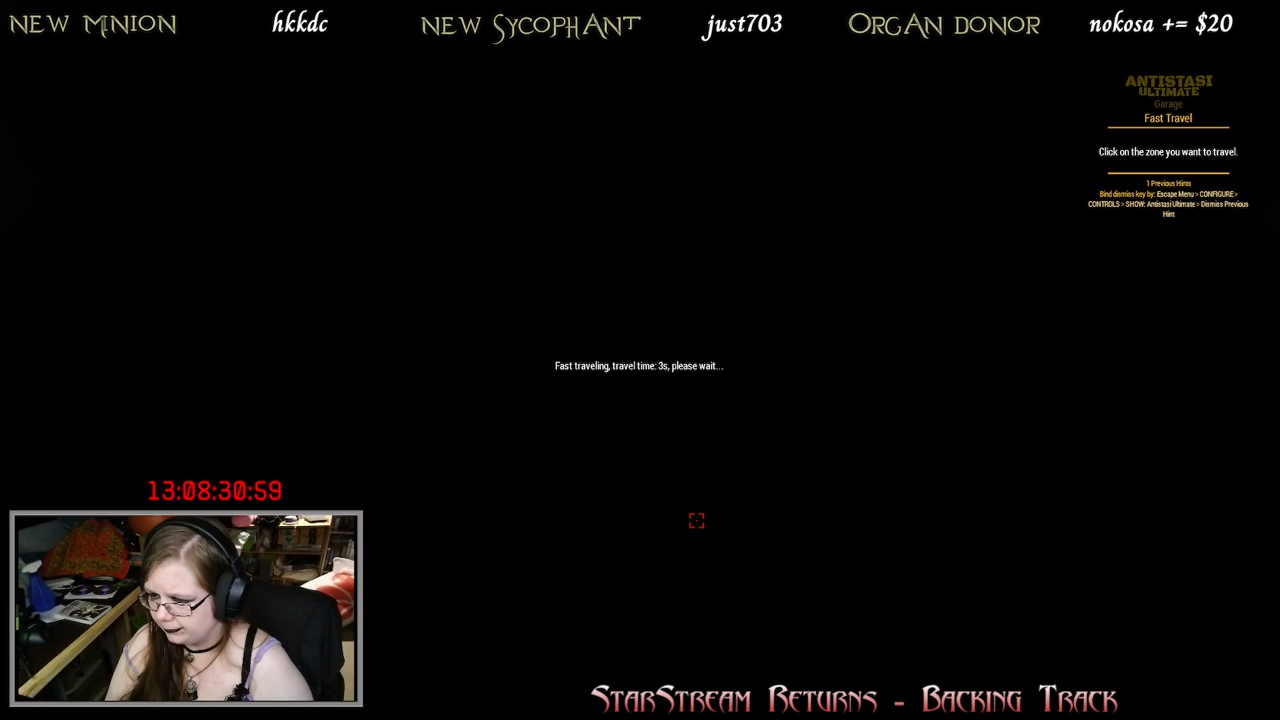 NEW MINION hkkdc NEW SYCOPHANT just703 ORGAN DONOR nokosa += $20
ANTISTASI
ULTIMATE
Garage
Fast Travel
Click on the zone you want to travel.
1 Previous Hints
Bind dismiss key by: Escape Menu > CONFIGURE >
CONTROLS > SHOW: Antistasi Ultimate > Dismiss Previous
Hint
Fast traveling, travel time: 3s, please wait...
13:08:30:59
StarStream Returns - Backing Track